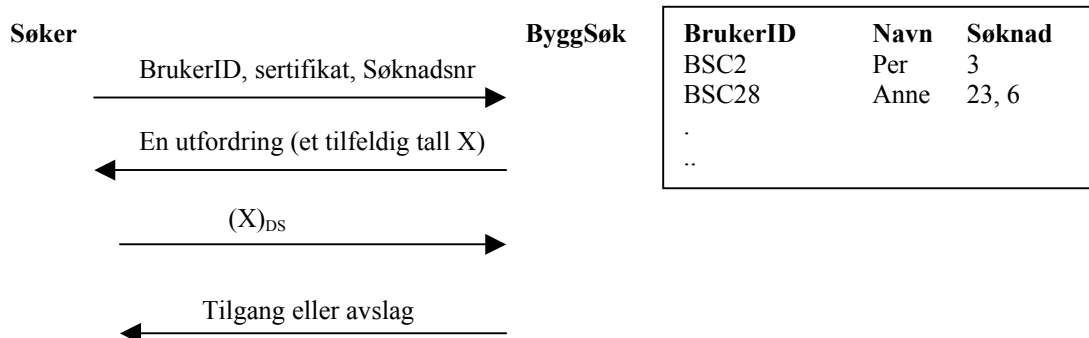 Søker
ByggSøk
BrukerID Navn Søknad
BSC2 Per 3
BSC28 Anne 23, 6
.
..
BrukerID, sertifikat, Søknadsnr
En utfordring (et tilfeldig tall X)
(X)DS
Tilgang eller avslag